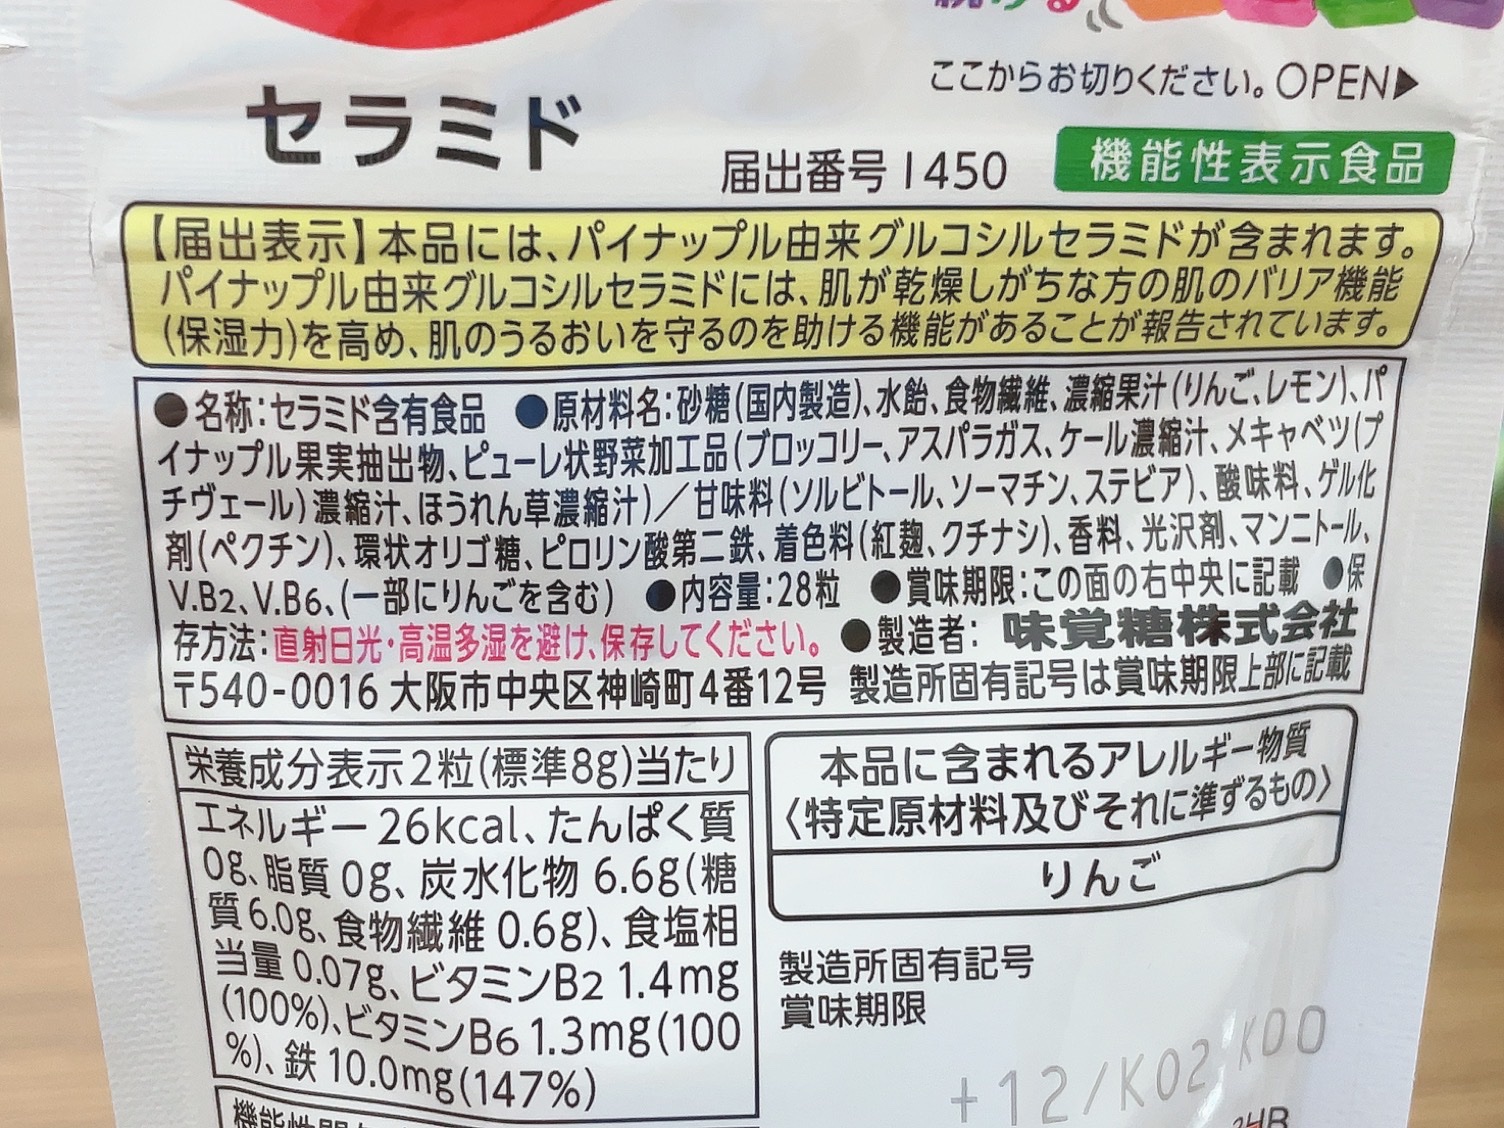 ここからお切りください。OPEN▶
セラミド
届出番号 I450
機能性表示食品
【届出表示】本品には、パイナップル由来グルコシルセラミドが含まれます。
パイナップル由来グルコシルセラミドには、肌が乾燥しがちな方の肌のバリア機能
(保湿力)を高め、肌のうるおいを守るのを助ける機能があることが報告されています。
●名称:セラミド含有食品 ●原材料名:砂糖(国内製造)、水飴、食物繊維、濃縮果汁(りんご、レモン)、パ
イナップル果実抽出物、ピューレ状野菜加工品(ブロッコリー、アスパラガス、ケール濃縮汁、メキャベツ(プ
チヴェール)濃縮汁、ほうれん草濃縮汁)／甘味料(ソルビトール、ソーマチン、ステビア)、酸味料、ゲル化
剤(ペクチン)、環状オリゴ糖、ピロリン酸第二鉄、着色料(紅麹、クチナシ)、香料、光沢剤、マンニトール、
V.B2、V.B6、(一部にりんごを含む) ●内容量:28粒 ●賞味期限:この面の右中央に記載 ●保
存方法:直射日光・高温多湿を避け、保存してください。 ●製造者: 味覚糖株式会社
〒540-0016 大阪市中央区神崎町4番12号 製造所固有記号は賞味期限上部に記載
栄養成分表示2粒(標準8g)当たり
エネルギー 26kcal、たんぱく質
0g、脂質 0g、炭水化物 6.6g(糖
質6.0g、食物繊維 0.6g)、食塩相
当量 0.07g、ビタミンB2 1.4mg
(100%)、ビタミンB6 1.3mg(100
%)、鉄 10.0mg(147%)
本品に含まれるアレルギー物質
〈特定原材料及びそれに準ずるもの〉
りんご
製造所固有記号
賞味期限
+12/K02 K00